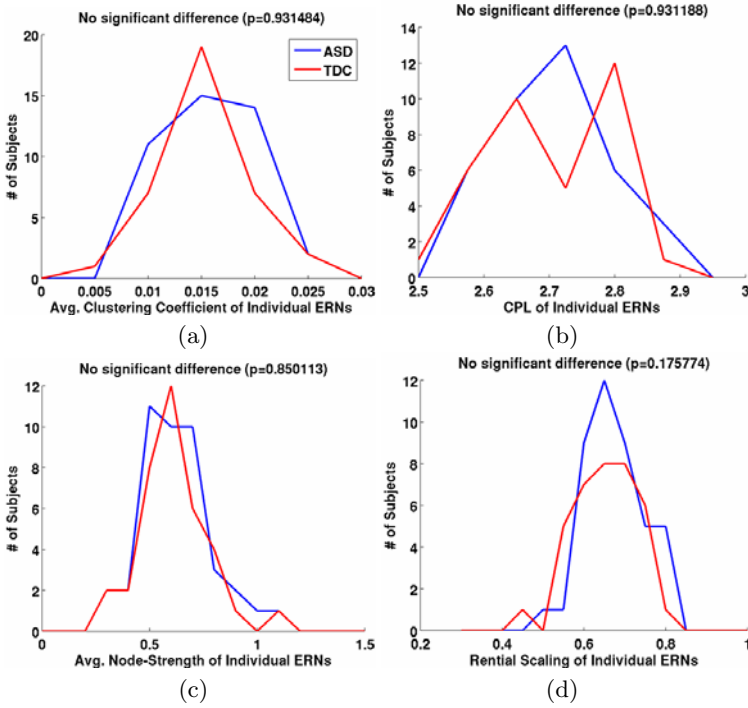 No significant difference (p=0.931484)
20
15
10
5
0
# of Subjects
ASD
TDC
0 0.005 0.01 0.015 0.02 0.025 0.03
Avg. Clustering Coefficient of Individual ERNs
(a)
No significant difference (p=0.931188)
14
12
10
8
6
4
2
0
# of Subjects
2.5 2.6 2.7 2.8 2.9 3
CPL of Individual ERNs
(b)
No significant difference (p=0.850113)
12
10
8
6
4
2
0
# of Subjects
0 0.5 1 1.5
Avg. Node-Strength of Individual ERNs
(c)
No significant difference (p=0.175774)
12
10
8
6
4
2
0
# of Subjects
0.2 0.4 0.6 0.8 1
Rential Scaling of Individual ERNs
(d)